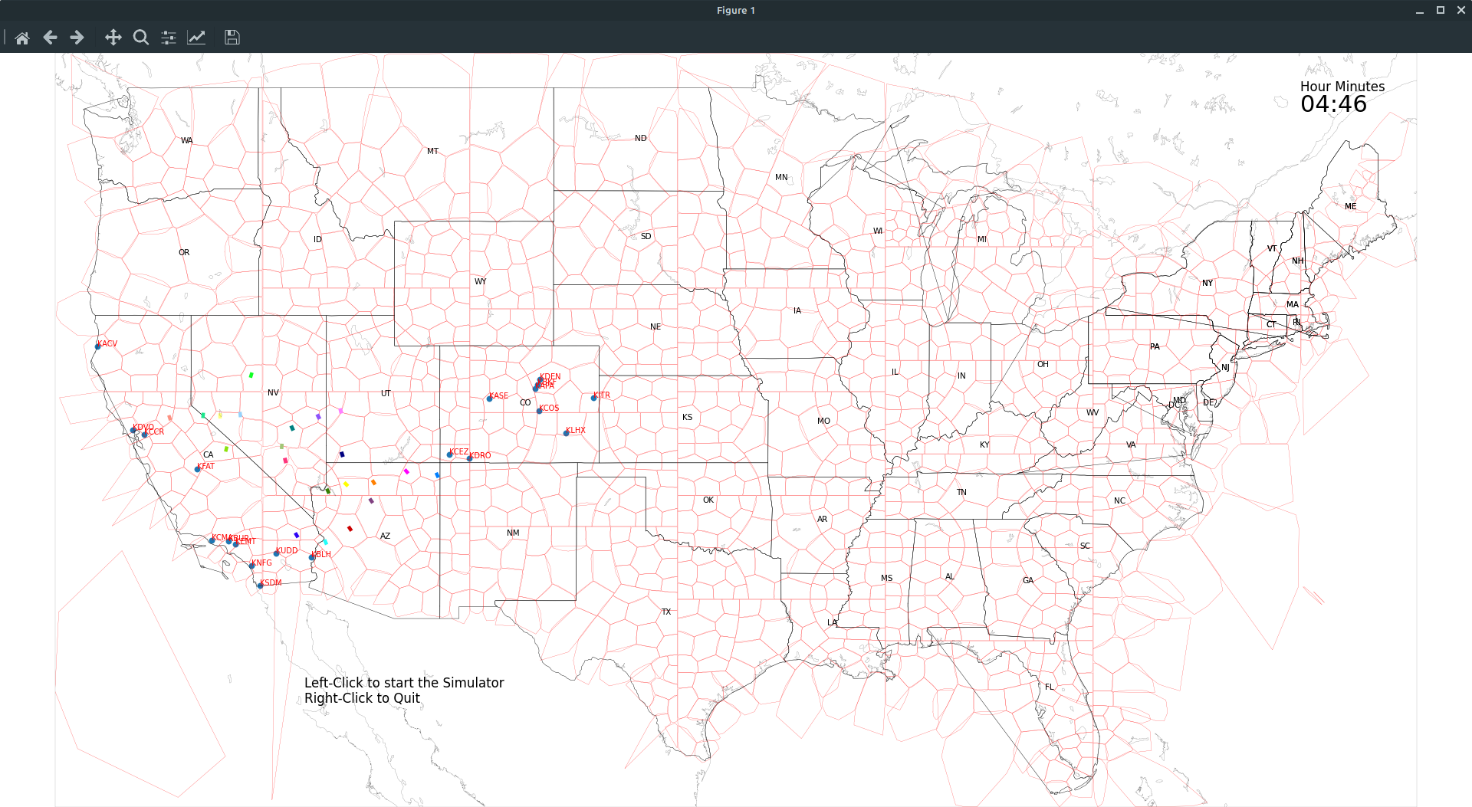 Figure 1
Hour Minutes
04:46
WA
MT
ND
MN
ME
OR
ID
SD
WI
MI
VT
NH
NY
WY
IA
MA
CT
NE
PA
KACV
OH
NJ
IL
IN
KDEN
NV
UT
KASE
CO
KITR
KCOS
MD
DE
WV
KS
MO
KLHX
KCCR
KY
VA
CA
KCEZ
KDRO
KFAT
TN
OK
NC
AR
NM
AZ
SC
KUDD
KBLH
KNFG
KSDM
MS
AL
GA
TX
LA
Left-Click to start the Simulator
Right-Click to Quit
FL